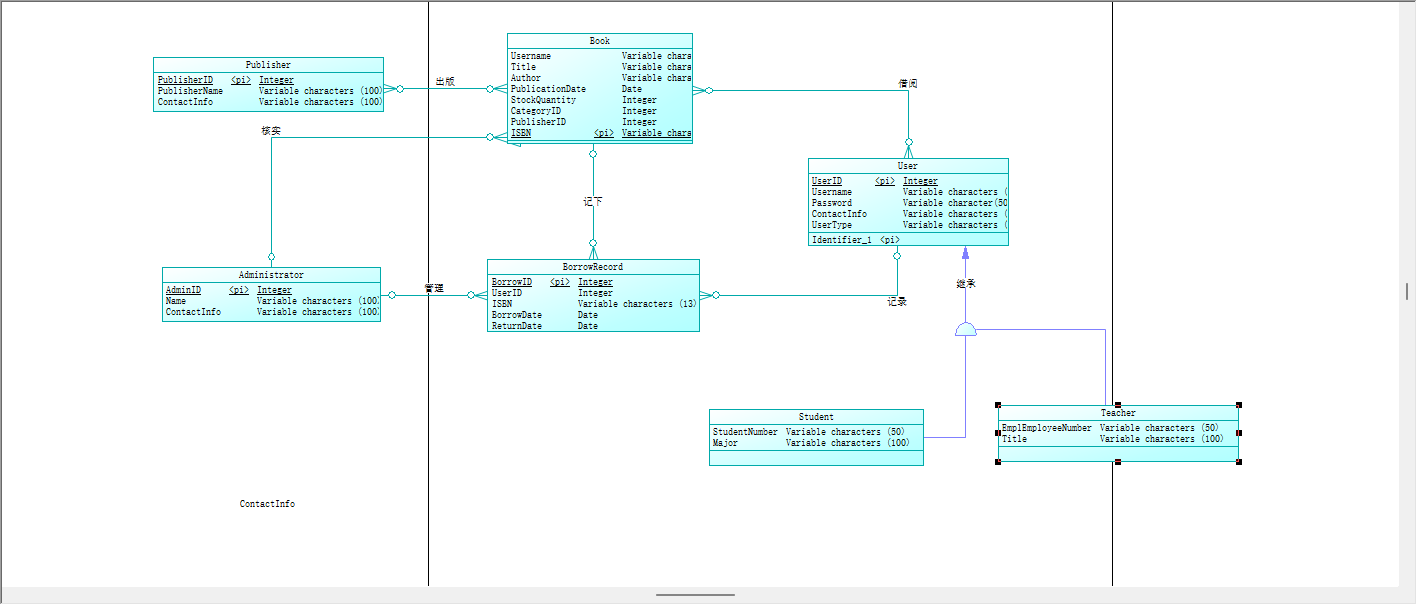 Publisher
PublisherID <pi> Integer
PublisherName Variable characters (100)
ContactInfo Variable characters (100)
出版
Book
Username Variable chara
Title Variable chara
Author Variable chara
PublicationDate Date
StockQuantity Integer
CategoryID Integer
PublisherID Integer
ISBN <pi> Variable chara
借阅
核实
记下
User
UserID <pi> Integer
Username Variable characters (
Password Variable character(50
ContactInfo Variable characters (
UserType Variable characters (
Identifier_1 <pi>
Administrator
AdminID <pi> Integer
Name Variable characters (100)
ContactInfo Variable characters (100)
管理
BorrowRecord
BorrowID <pi> Integer
UserID Integer
ISBN Variable characters (13)
BorrowDate Date
ReturnDate Date
记录
继承
Student
StudentNumber Variable characters (50)
Major Variable characters (100)
Teacher
EmplEmployeeNumber Variable characters (50)
Title Variable characters (100)
ContactInfo